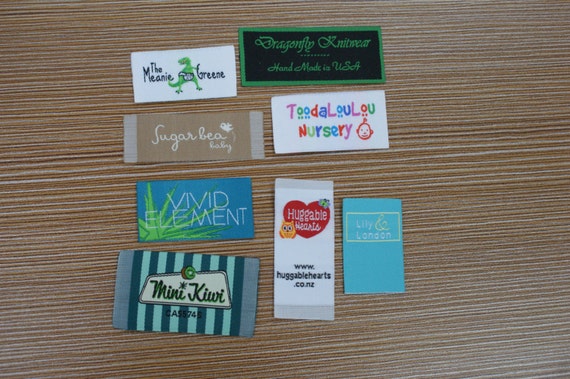 The
Meanie Greene
Dragonfly Knitwear
Hand Made in USA
Sugar bea
baby
ToodaLouLou
Nursery
VIVID
ELEMENT
Huggable
Hearts
www.
huggablehearts
.co.nz
Lily &
London
Mini Kiwi
CA55745